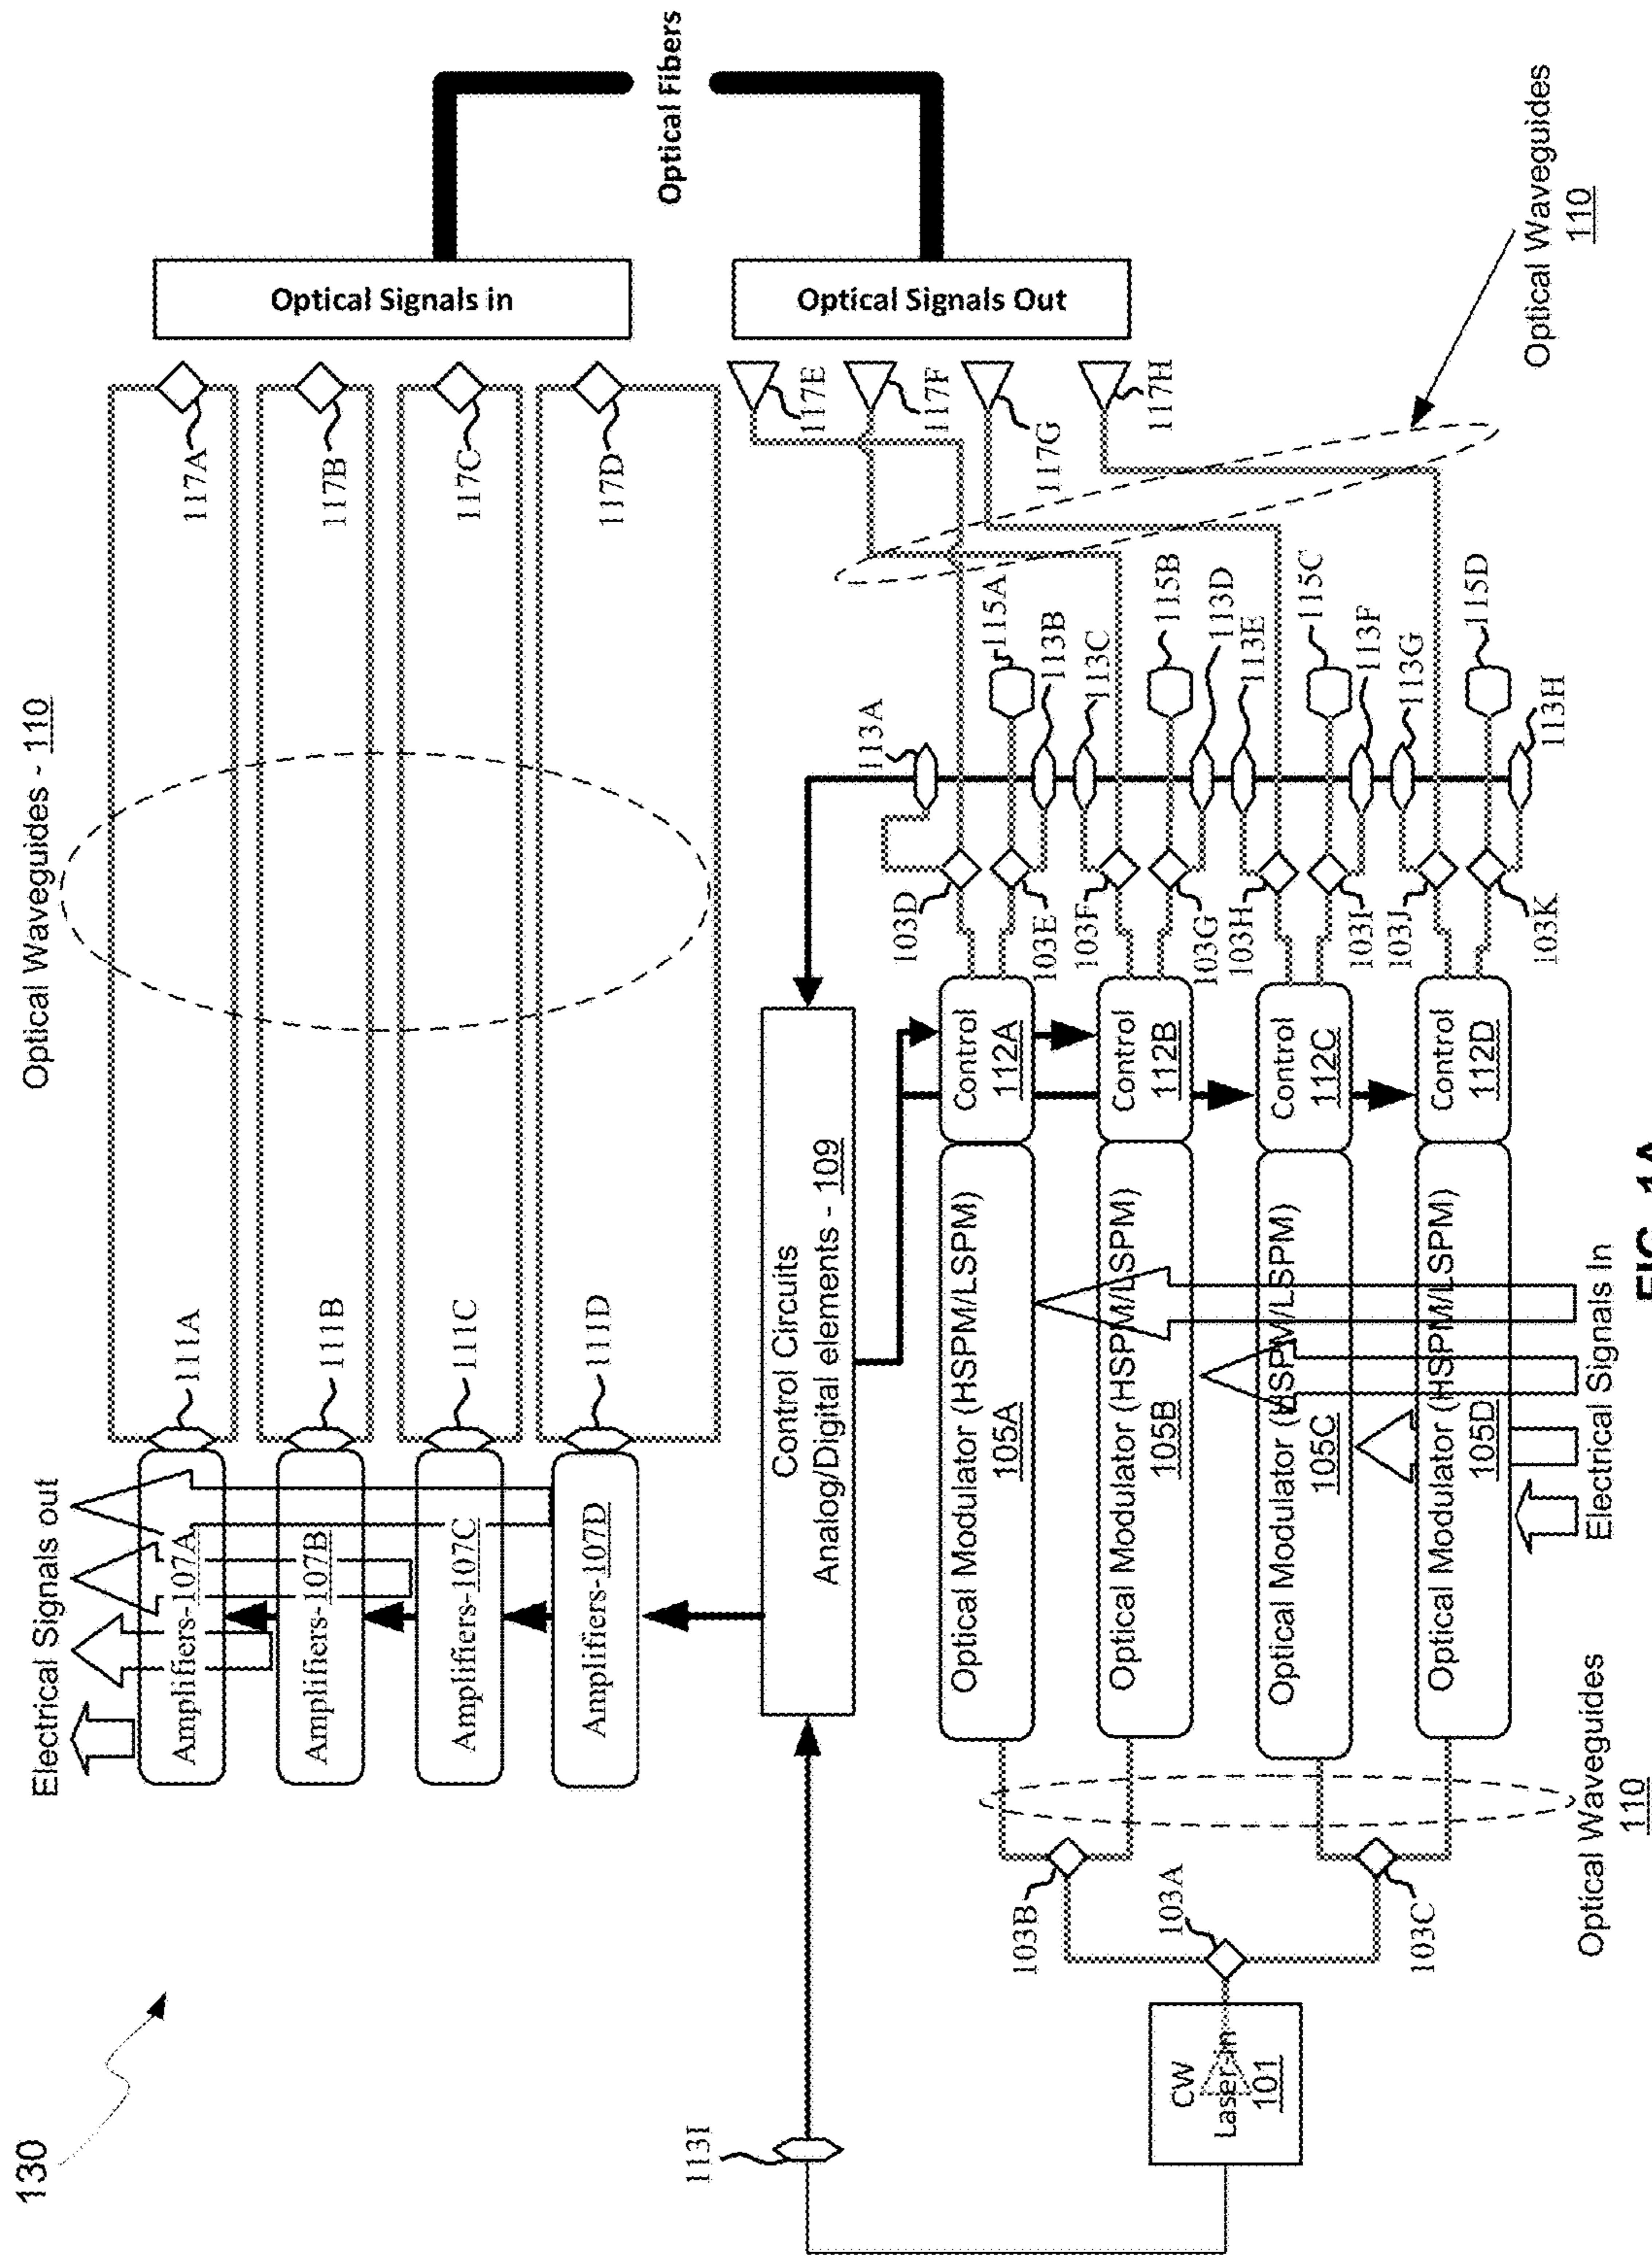 130
Optical Waveguides - 110
Electrical Signals out
111A
111B
111C
111D
117A
117B
117C
117D
Amplifiers-107A
Amplifiers-107B
Amplifiers-107C
Amplifiers-107D
Optical Signals in
Optical Fibers
Optical Signals Out
117E
117F
117G
117H
Optical Waveguides
110
113I
Control Circuits
Analog/Digital elements - 109
113A
115A
113B
113C
115B
113D
113E
115C
113F
113G
115D
113H
103D
103E
103F
103G
103H
103I
103J
103K
Control
112A
Control
112B
Control
112C
Control
112D
Optical Modulator (HSPM/LSPM)
105A
Optical Modulator (HSPM/LSPM)
105B
Optical Modulator (HSPM/LSPM)
105C
Optical Modulator (HSPM/LSPM)
105D
103B
103A
103C
CW
Laser in
101
Optical Waveguides
110
Electrical Signals In
FIG. 1A